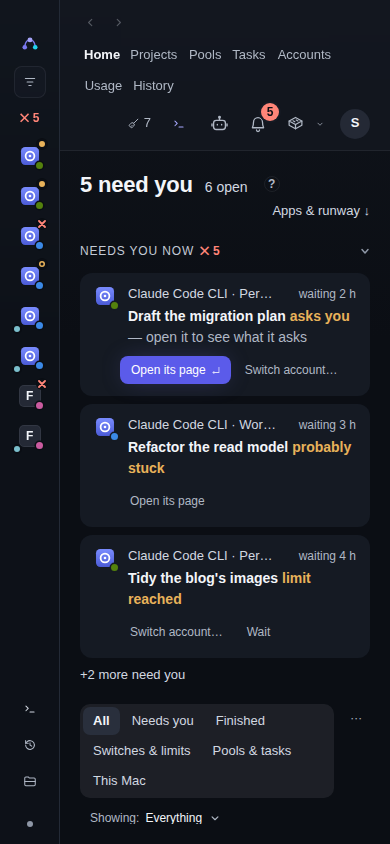 Home Projects Pools Tasks Accounts
Usage History
7
5
S
5
F
F
5 need you 6 open ?
Apps & runway ↓
NEEDS YOU NOW 5
Claude Code CLI · Per… waiting 2 h
Draft the migration plan asks you
— open it to see what it asks
Open its page Switch account…
Claude Code CLI · Wor… waiting 3 h
Refactor the read model probably
stuck
Open its page
Claude Code CLI · Per… waiting 4 h
Tidy the blog's images limit
reached
Switch account… Wait
+2 more need you
All Needs you Finished ···
Switches & limits Pools & tasks
This Mac
Showing: Everything